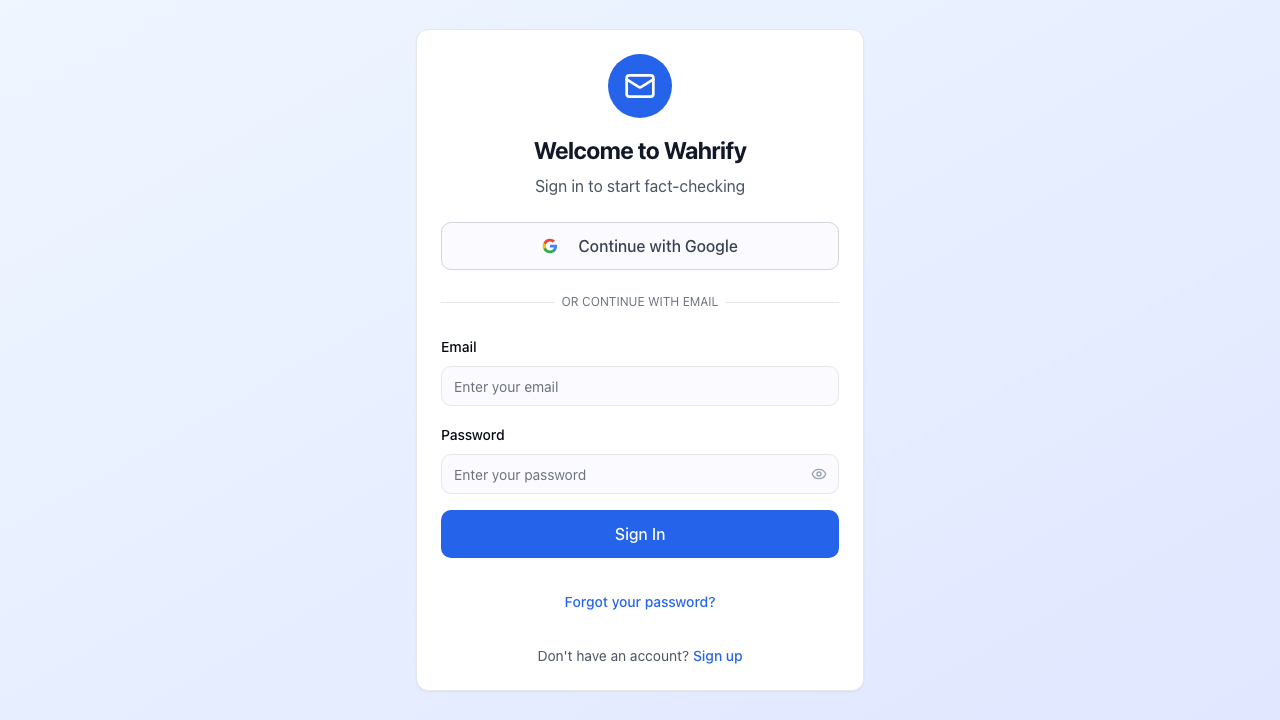 Welcome to Wahrify
Sign in to start fact-checking
Continue with Google
OR CONTINUE WITH EMAIL
Email
Enter your email
Password
Enter your password
Sign In
Forgot your password?
Don't have an account? Sign up